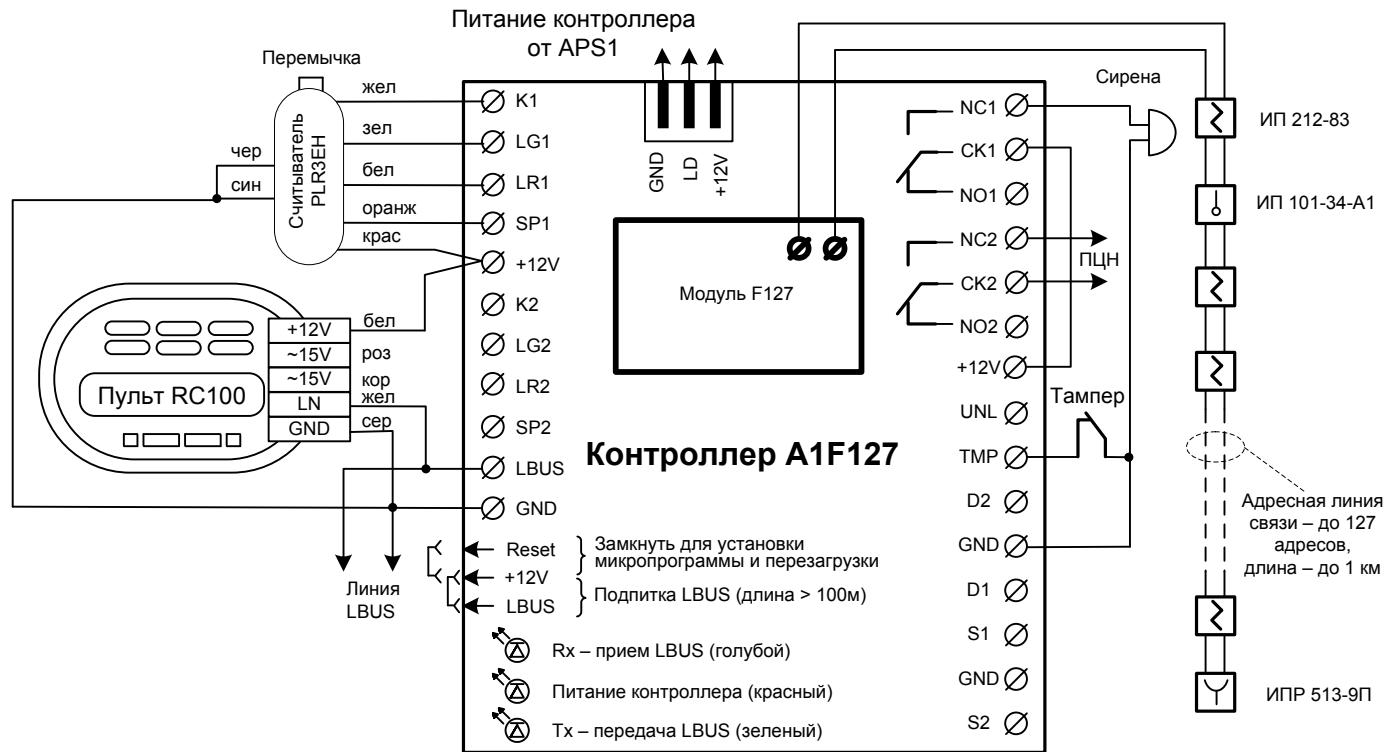 Питание контроллера
от APS1
Перемычка
Считыватель
PLR3EH
жел
зел
бел
оранж
крас
чер
син
K1
LG1
LR1
SP1
+12V
K2
LG2
LR2
SP2
LBUS
GND
GND
LD
+12V
Модуль F127
Контроллер A1F127
Пульт RC100
+12V
~15V
~15V
LN
GND
бел
роз
кор
жел
сер
Линия
LBUS
Reset
+12V
LBUS
Замкнуть для установки
микропрограммы и перезагрузки
Подпитка LBUS (длина > 100м)
Rx – прием LBUS (голубой)
Питание контроллера (красный)
Tx – передача LBUS (зеленый)
NC1
CK1
NO1
NC2
CK2
NO2
+12V
UNL
TMP
D2
GND
D1
S1
GND
S2
Сирена
ПЦН
Тампер
ИП 212-83
ИП 101-34-А1
Адресная линия
связи – до 127
адресов,
длина – до 1 км
ИПР 513-9П